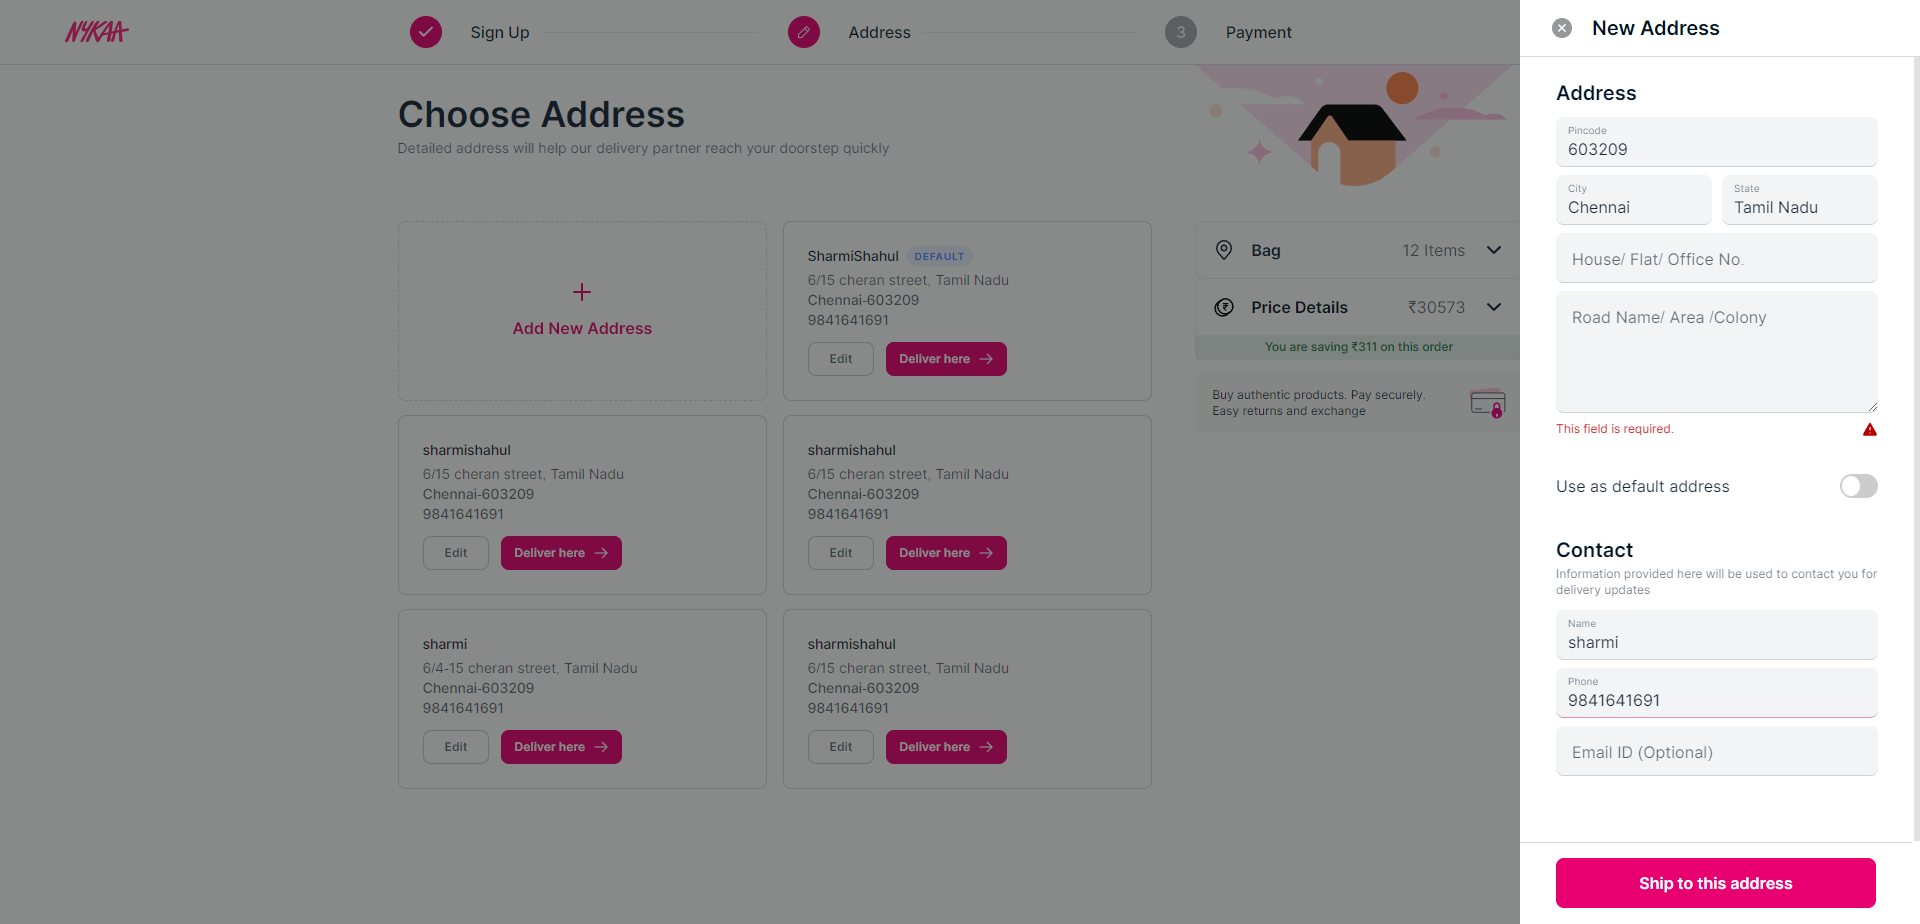 NYKAA
Sign Up
Address
3
Payment
Choose Address
Detailed address will help our delivery partner reach your doorstep quickly
Add New Address
SharmiShahul DEFAULT
6/15 cheran street, Tamil Nadu
Chennai-603209
9841641691
Edit
Deliver here
sharmishahul
6/15 cheran street, Tamil Nadu
Chennai-603209
9841641691
Edit
Deliver here
sharmishahul
6/15 cheran street, Tamil Nadu
Chennai-603209
9841641691
Edit
Deliver here
sharmi
6/4-15 cheran street, Tamil Nadu
Chennai-603209
9841641691
Edit
Deliver here
sharmishahul
6/15 cheran street, Tamil Nadu
Chennai-603209
9841641691
Edit
Deliver here
Bag 12 Items
Price Details ₹30573
You are saving ₹311 on this order
Buy authentic products. Pay securely.
Easy returns and exchange
New Address
Address
Pincode
603209
City
Chennai
State
Tamil Nadu
House/ Flat/ Office No.
Road Name/ Area /Colony
This field is required.
Use as default address
Contact
Information provided here will be used to contact you for
delivery updates
Name
sharmi
Phone
9841641691
Email ID (Optional)
Ship to this address